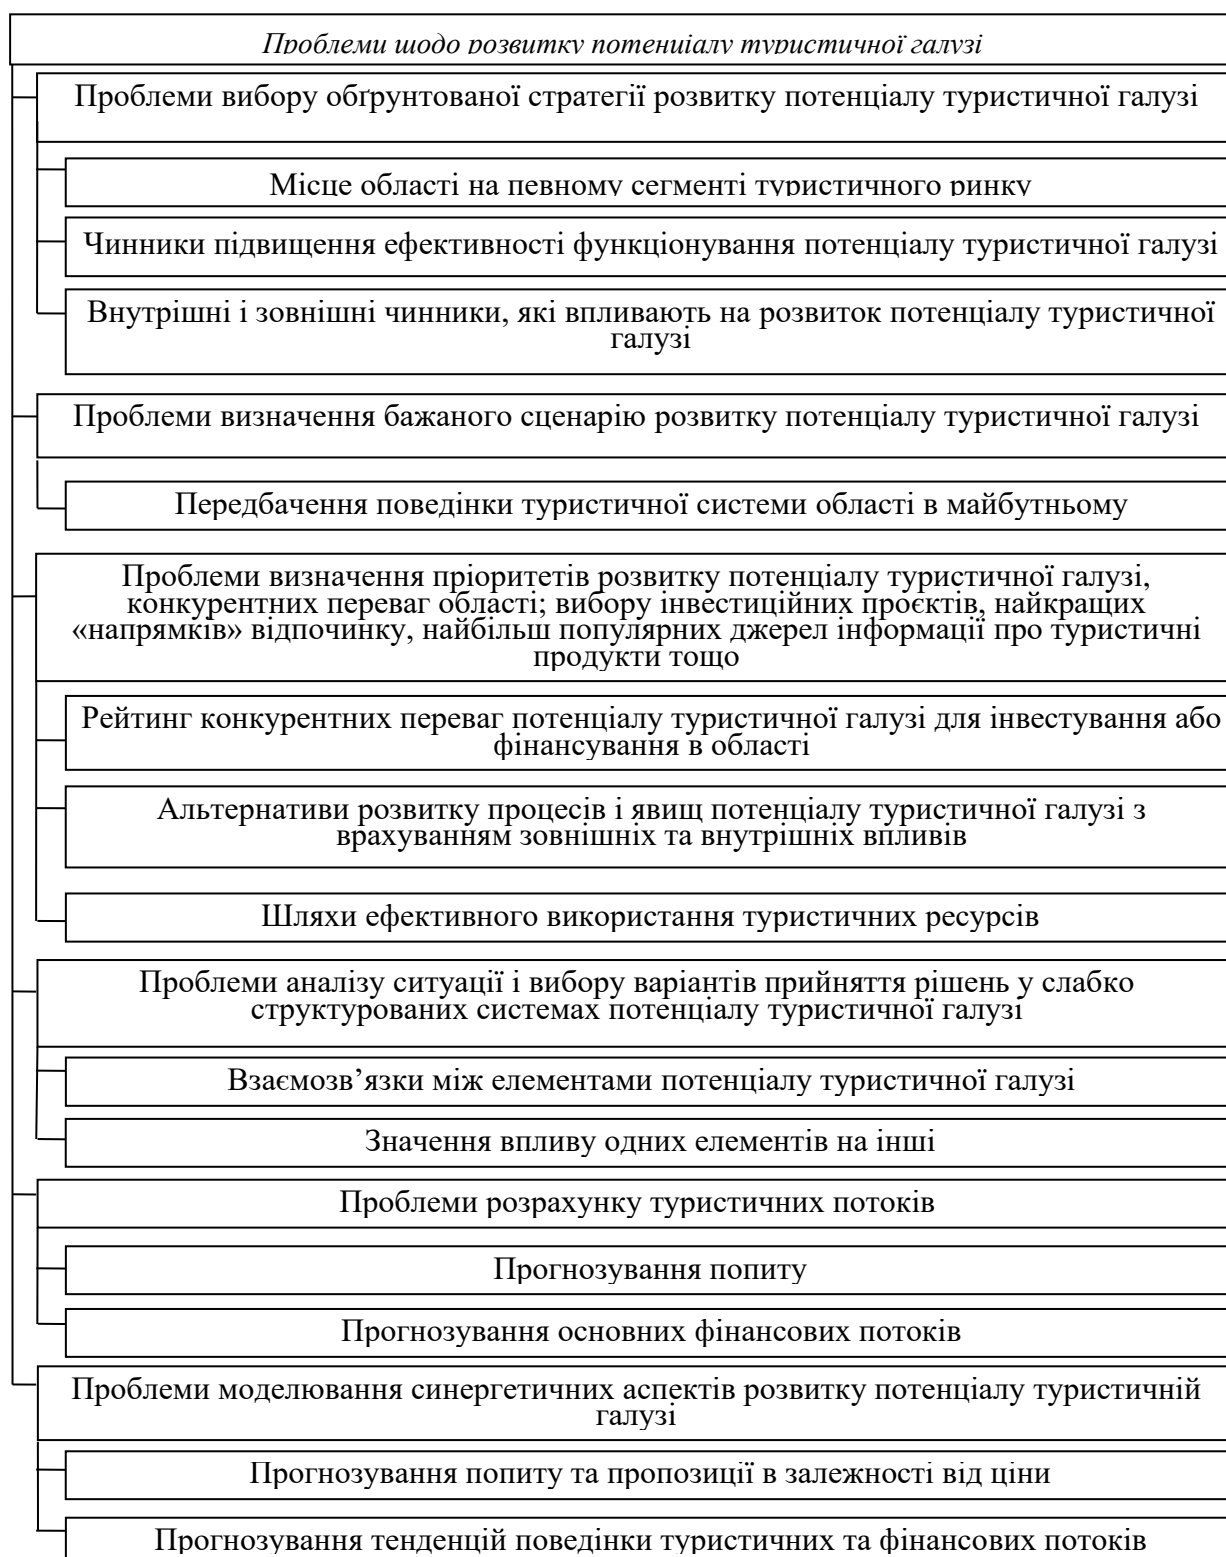 Проблеми щодо розвитку потенціалу туристичної галузі
Проблеми вибору обґрунтованої стратегії розвитку потенціалу туристичної галузі
Місце області на певному сегменті туристичного ринку
Чинники підвищення ефективності функціонування потенціалу туристичної галузі
Внутрішні і зовнішні чинники, які впливають на розвиток потенціалу туристичної
галузі
Проблеми визначення бажаного сценарію розвитку потенціалу туристичної галузі
Передбачення поведінки туристичної системи області в майбутньому
Проблеми визначення пріоритетів розвитку потенціалу туристичної галузі,
конкурентних переваг області; вибору інвестиційних проєктів, найкращих
«напрямків» відпочинку, найбільш популярних джерел інформації про туристичні
продукти тощо
Рейтинг конкурентних переваг потенціалу туристичної галузі для інвестування або
фінансування в області
Альтернативи розвитку процесів і явищ потенціалу туристичної галузі з
врахуванням зовнішніх та внутрішніх впливів
Шляхи ефективного використання туристичних ресурсів
Проблеми аналізу ситуації і вибору варіантів прийняття рішень у слабко
структурованих системах потенціалу туристичної галузі
Взаємозв’язки між елементами потенціалу туристичної галузі
Значення впливу одних елементів на інші
Проблеми розрахунку туристичних потоків
Прогнозування попиту
Прогнозування основних фінансових потоків
Проблеми моделювання синергетичних аспектів розвитку потенціалу туристичній
галузі
Прогнозування попиту та пропозиції в залежності від ціни
Прогнозування тенденцій поведінки туристичних та фінансових потоків